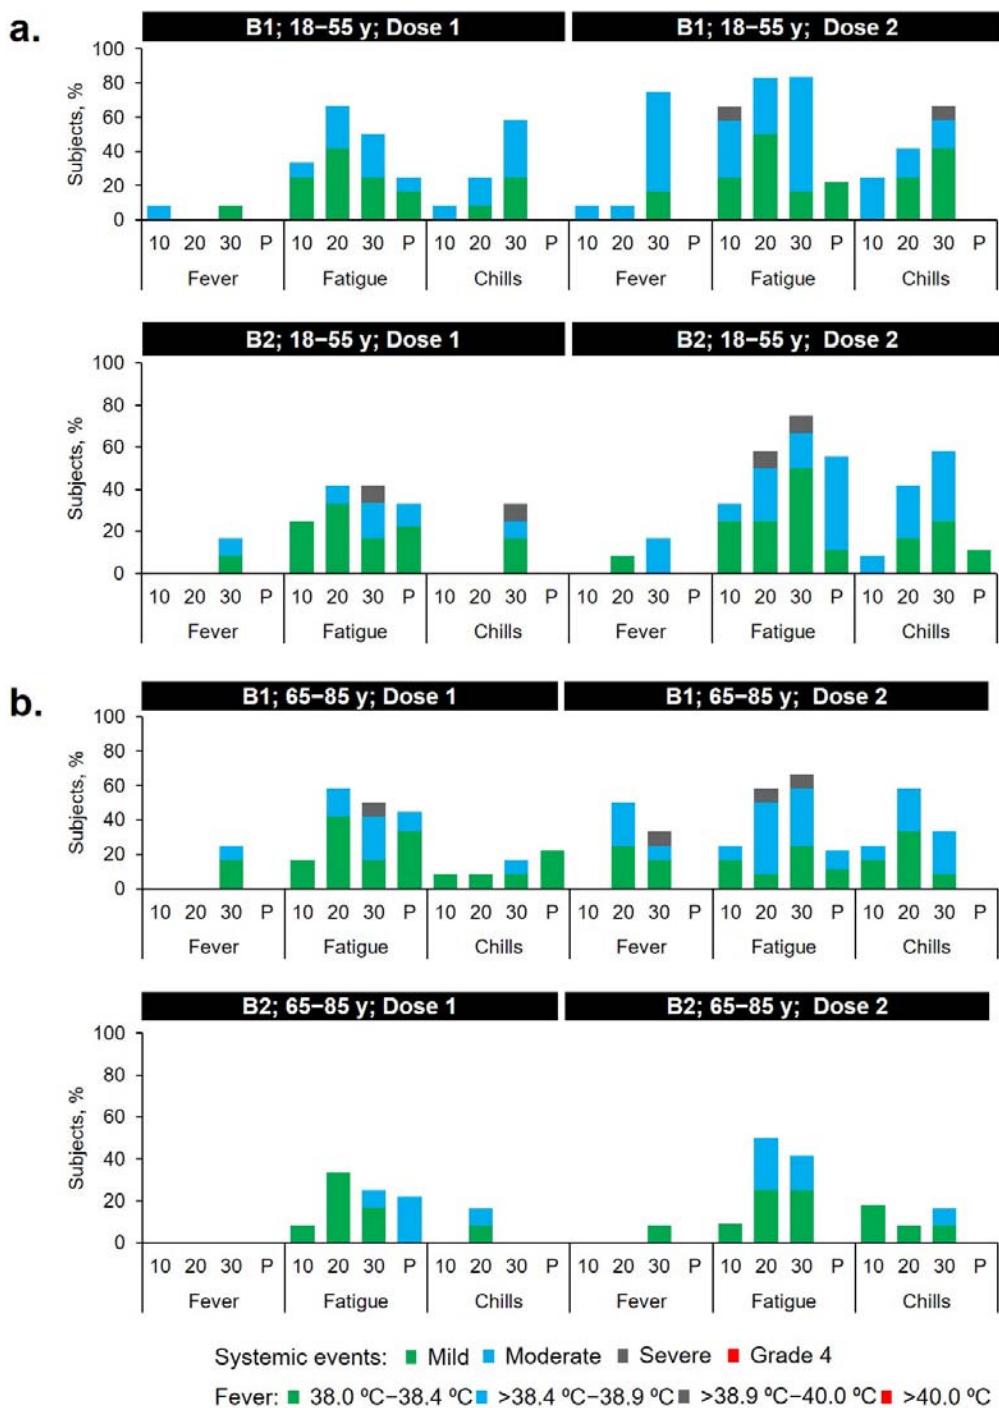 a.
B1; 18–55 y; Dose 1 B1; 18–55 y; Dose 2
Subjects, %
100
80
60
40
20
0
10 20 30 P 10 20 30 P 10 20 30 P 10 20 30 P 10 20 30 P 10 20 30 P
Fever Fatigue Chills Fever Fatigue Chills
B2; 18–55 y; Dose 1 B2; 18–55 y; Dose 2
Subjects, %
100
80
60
40
20
0
10 20 30 P 10 20 30 P 10 20 30 P 10 20 30 P 10 20 30 P 10 20 30 P
Fever Fatigue Chills Fever Fatigue Chills
b.
B1; 65–85 y; Dose 1 B1; 65–85 y; Dose 2
Subjects, %
100
80
60
40
20
0
10 20 30 P 10 20 30 P 10 20 30 P 10 20 30 P 10 20 30 P 10 20 30 P
Fever Fatigue Chills Fever Fatigue Chills
B2; 65–85 y; Dose 1 B2; 65–85 y; Dose 2
Subjects, %
100
80
60
40
20
0
10 20 30 P 10 20 30 P 10 20 30 P 10 20 30 P 10 20 30 P 10 20 30 P
Fever Fatigue Chills Fever Fatigue Chills
Systemic events: Mild Moderate Severe Grade 4
Fever: 38.0 ºC–38.4 ºC >38.4 ºC–38.9 ºC >38.9 ºC–40.0 ºC >40.0 ºC